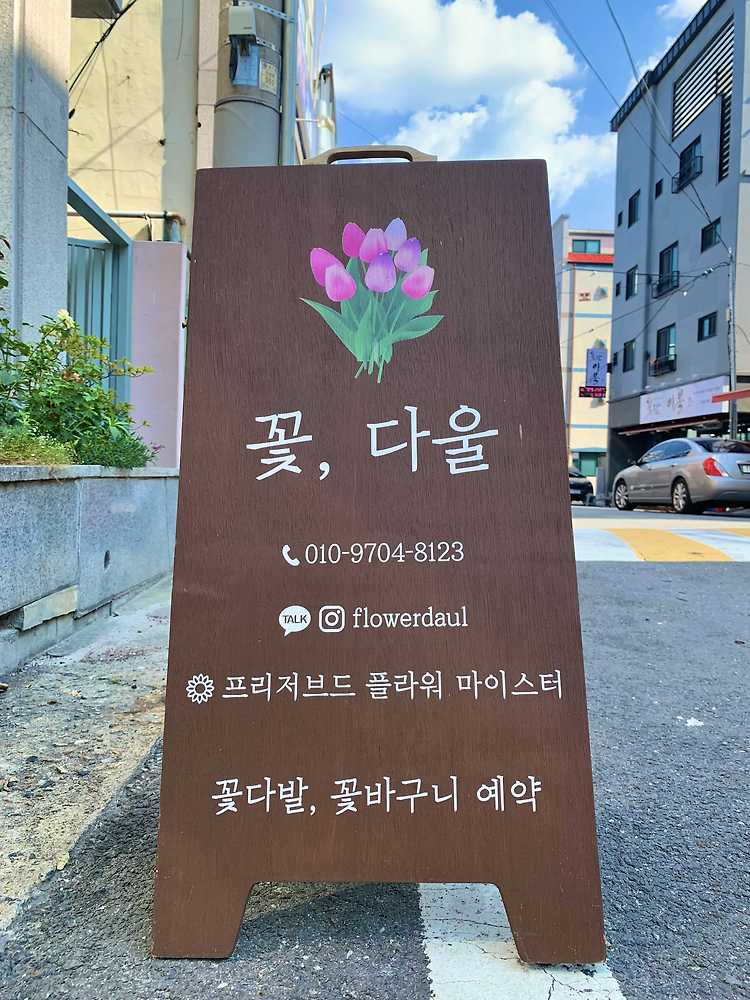 꽃, 다울
010-9704-8123
TALK flowerdaul
프리저브드 플라워 마이스터
꽃다발, 꽃바구니 예약